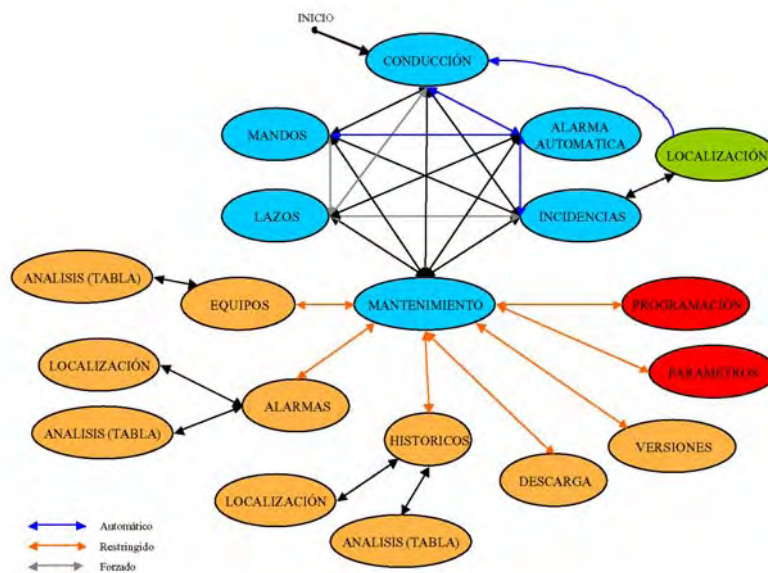 INICIO
CONDUCCIÓN
MANDOS
ALARMA
AUTOMATICA
LOCALIZACIÓN
LAZOS
INCIDENCIAS
ANALISIS (TABLA)
EQUIPOS
MANTENIMIENTO
PROGRAMACIÓN
LOCALIZACIÓN
PARAMETROS
ALARMAS
ANALISIS (TABLA)
HISTORICOS
VERSIONES
DESCARGA
LOCALIZACIÓN
Automático
ANALISIS (TABLA)
Restringido
Forzado